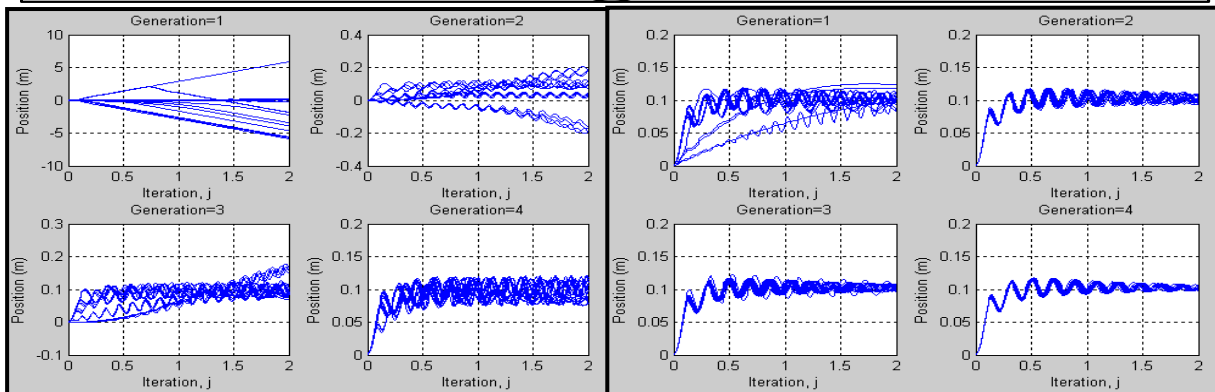 Generation=1
10
5
0
-5
-10
Position (m)
0 0.5 1 1.5 2
Iteration, j
Generation=2
0.4
0.2
0
-0.2
-0.4
Position (m)
0 0.5 1 1.5 2
Iteration, j
Generation=3
0.3
0.2
0.1
0
-0.1
Position (m)
0 0.5 1 1.5 2
Iteration, j
Generation=4
0.2
0.15
0.1
0.05
0
Position (m)
0 0.5 1 1.5 2
Iteration, j
Generation=1
0.2
0.15
0.1
0.05
0
Position (m)
0 0.5 1 1.5 2
Iteration, j
Generation=2
0.2
0.15
0.1
0.05
0
Position (m)
0 0.5 1 1.5 2
Iteration, j
Generation=3
0.2
0.15
0.1
0.05
0
Position (m)
0 0.5 1 1.5 2
Iteration, j
Generation=4
0.2
0.15
0.1
0.05
0
Position (m)
0 0.5 1 1.5 2
Iteration, j